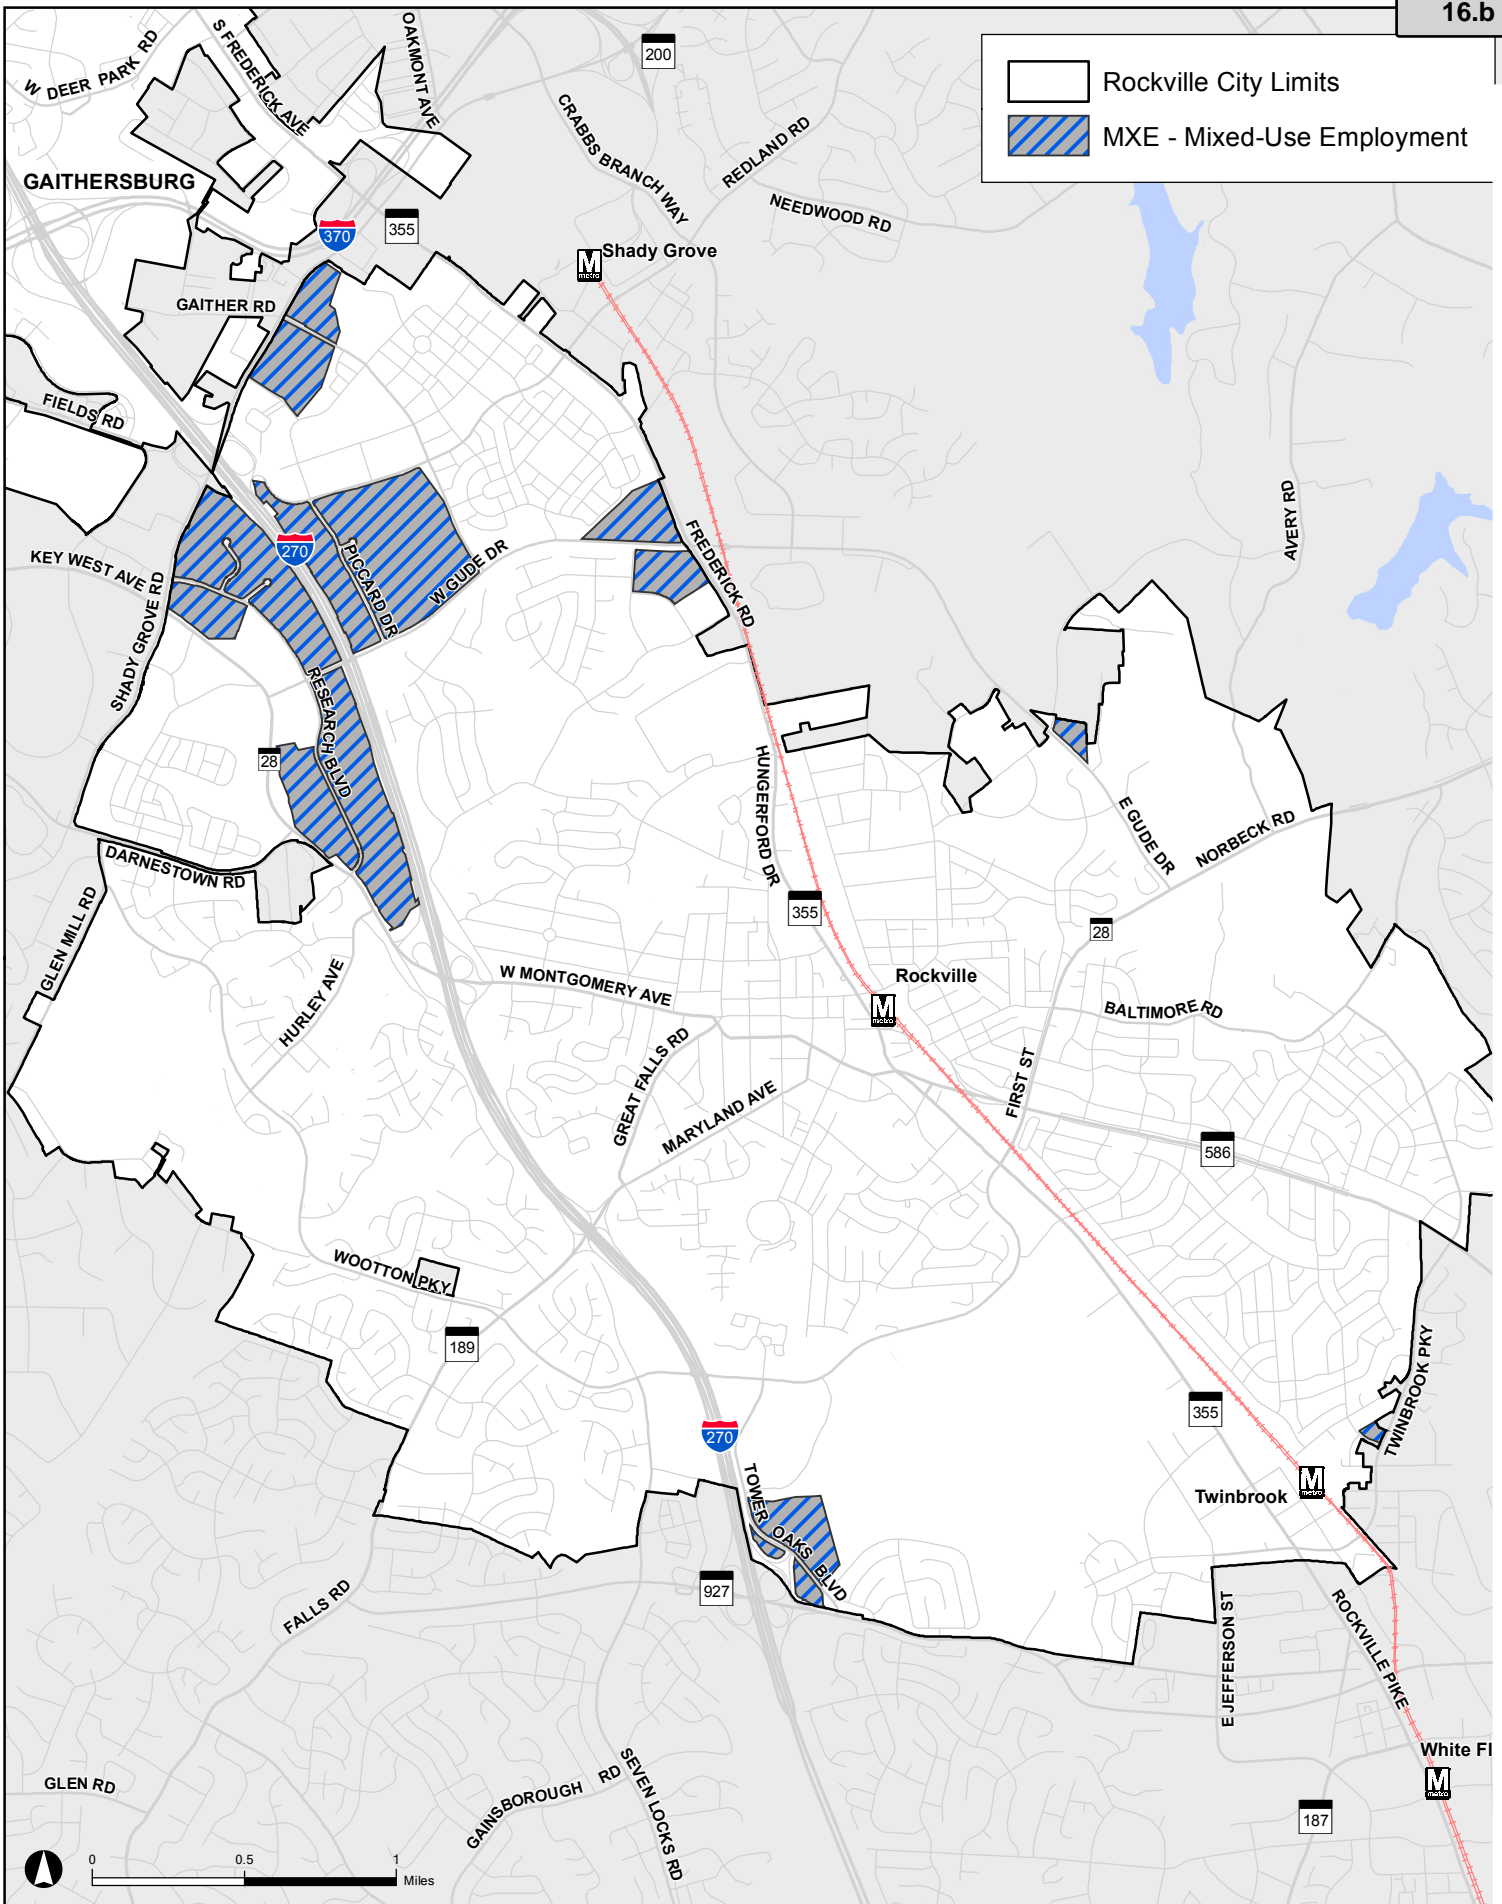 16.b
Rockville City Limits
MXE - Mixed-Use Employment
W DEER PARK RD
S FREDERICK AVE
OAKMONT AVE
200
CRABBS BRANCH WAY
REDLAND RD
NEEDWOOD RD
GAITHERSBURG
370
355
M
metro
Shady Grove
GAITHER RD
FIELDS RD
KEY WEST AVE
SHADY GROVE RD
270
PICCARD DR
W GUDE DR
FREDERICK RD
AVERY RD
RESEARCH BLVD
28
HUNGERFORD DR
E GUDE DR
NORBECK RD
DARNESTOWN RD
GLEN MILL RD
355
28
HURLEY AVE
W MONTGOMERY AVE
Rockville
M
metro
BALTIMORE RD
GREAT FALLS RD
MARYLAND AVE
FIRST ST
586
WOOTTON PKY
189
TWINBROOK PKY
355
270
TOWER OAKS BLVD
Twinbrook
M
metro
927
FALLS RD
E JEFFERSON ST
ROCKVILLE PIKE
White Fl
M
metro
GLEN RD
GAINSBOROUGH RD
SEVEN LOCKS RD
187
0 0.5 1
Miles